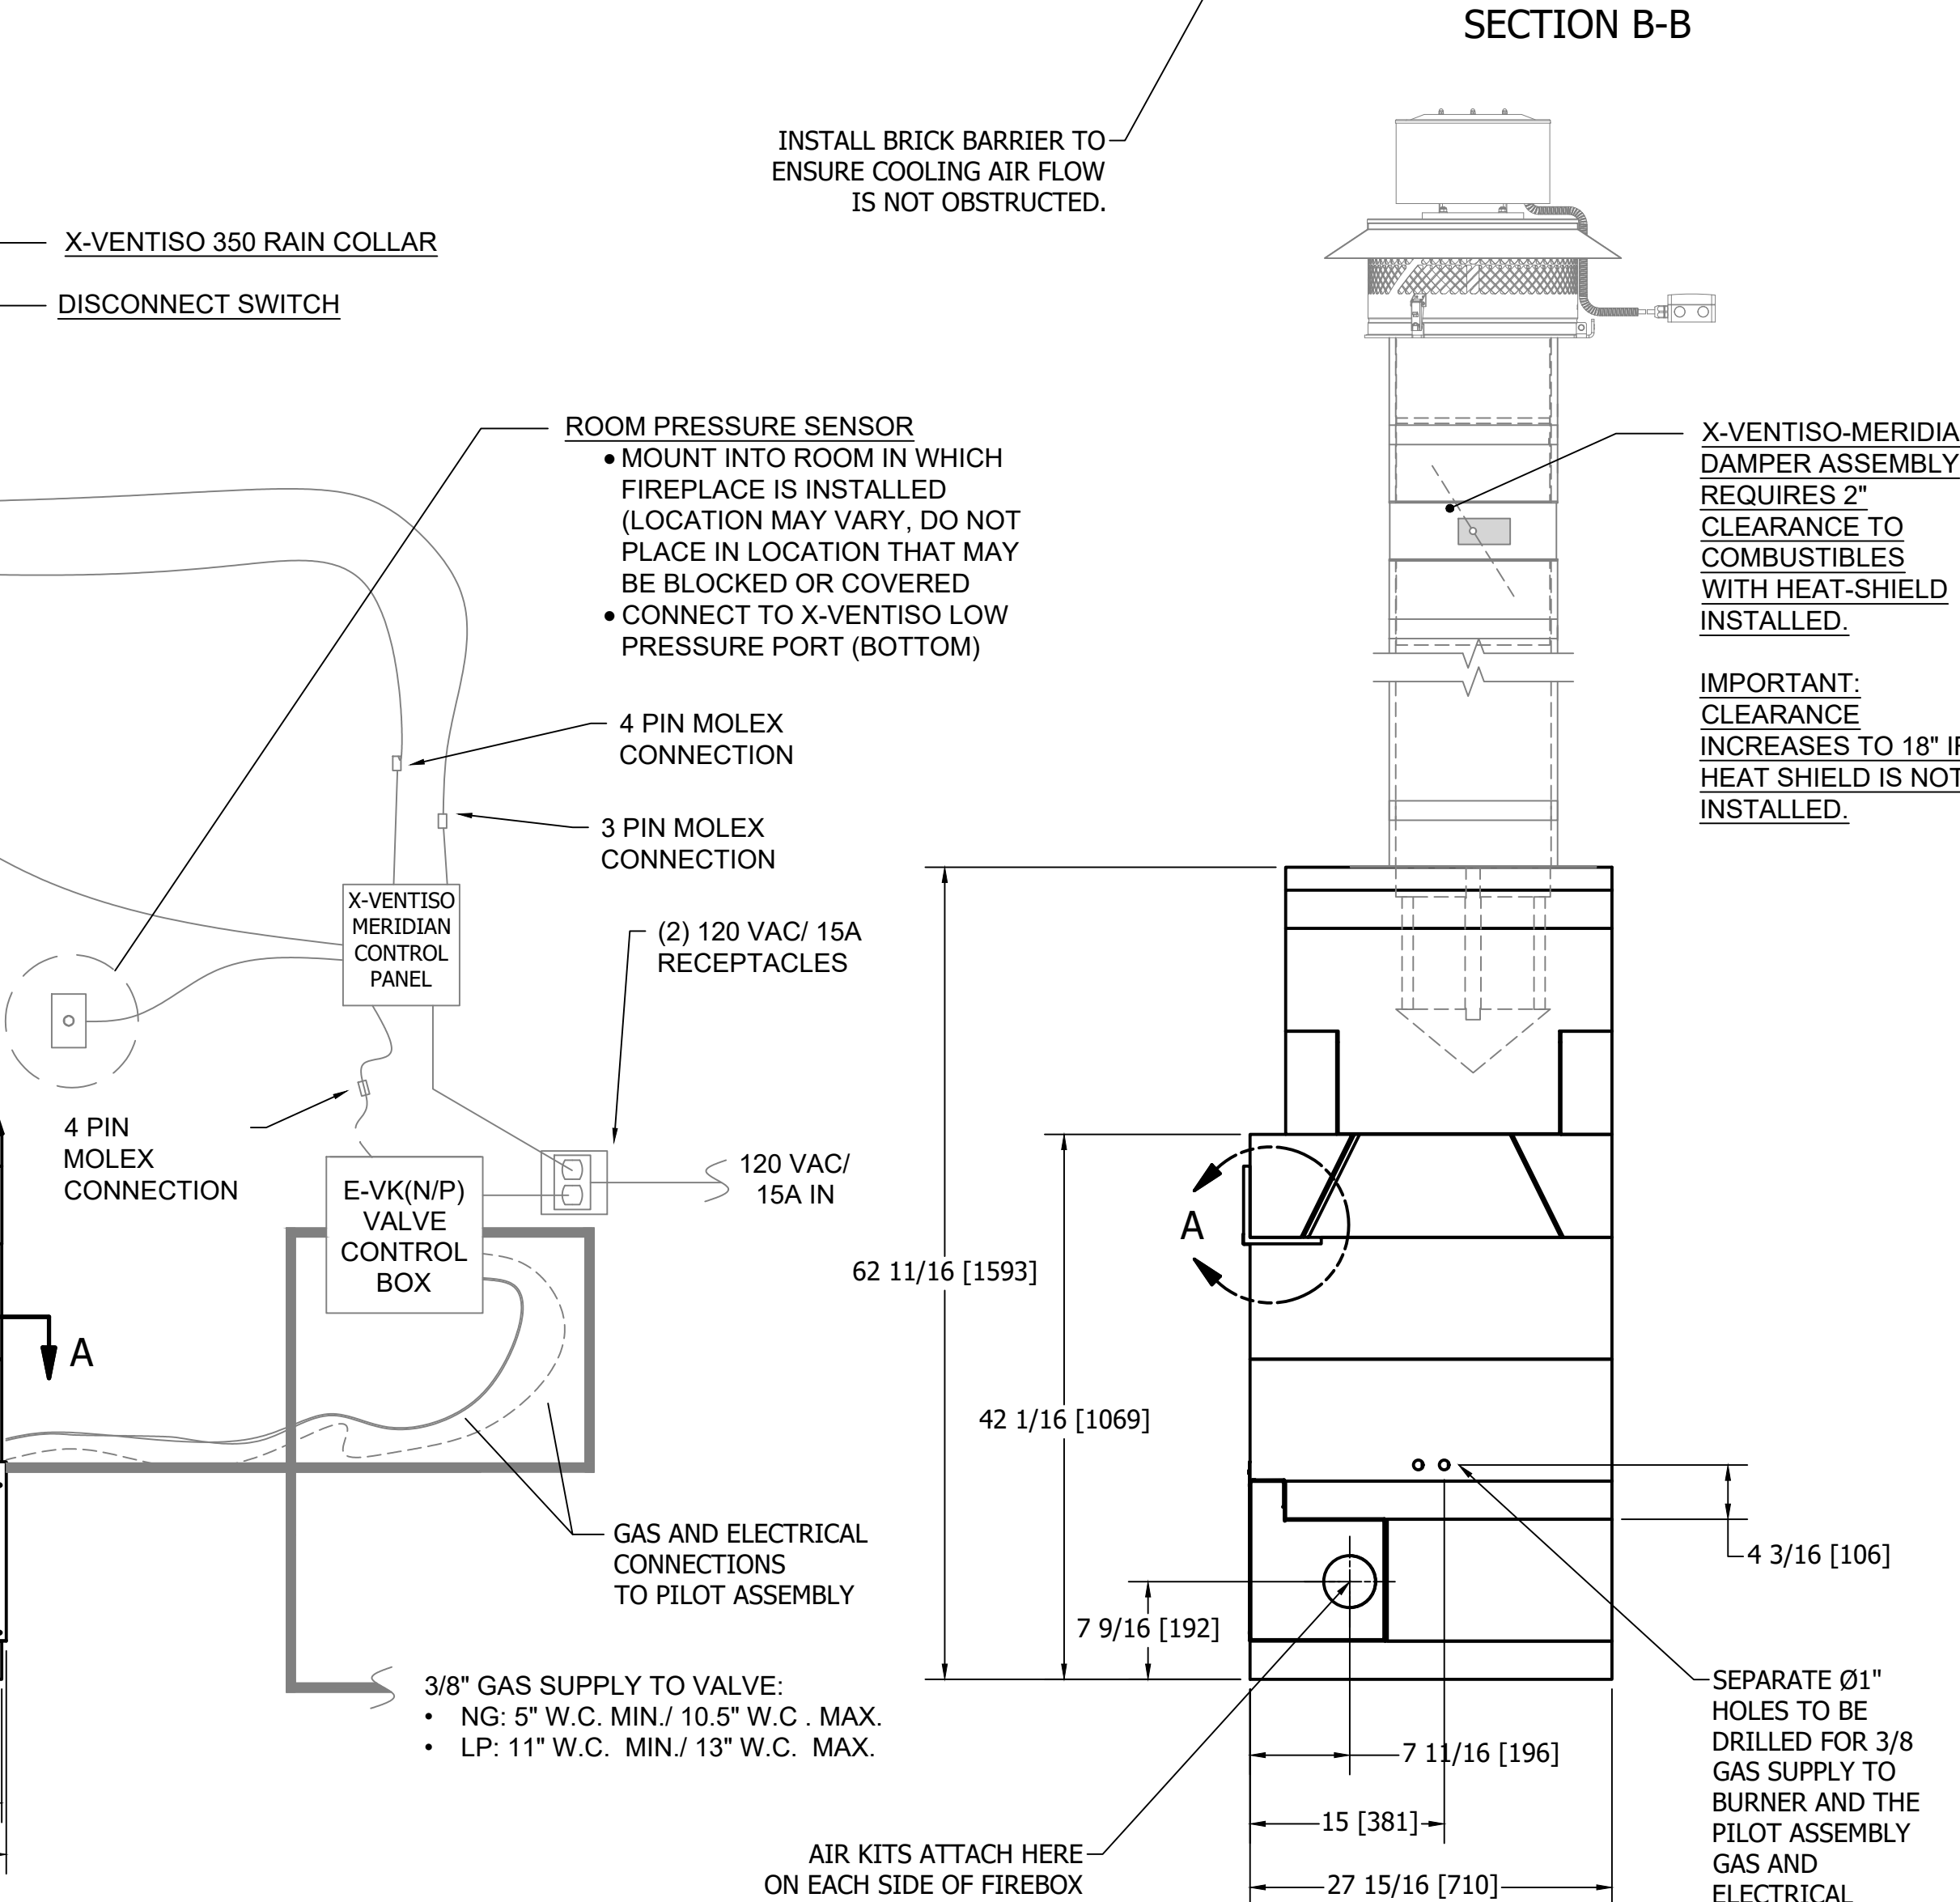 SECTION B-B
INSTALL BRICK BARRIER TO
ENSURE COOLING AIR FLOW
IS NOT OBSTRUCTED.
X-VENTISO 350 RAIN COLLAR
DISCONNECT SWITCH
ROOM PRESSURE SENSOR
• MOUNT INTO ROOM IN WHICH
FIREPLACE IS INSTALLED
(LOCATION MAY VARY, DO NOT
PLACE IN LOCATION THAT MAY
BE BLOCKED OR COVERED
• CONNECT TO X-VENTISO LOW
PRESSURE PORT (BOTTOM)
X-VENTISO-MERIDIA
DAMPER ASSEMBLY
REQUIRES 2"
CLEARANCE TO
COMBUSTIBLES
WITH HEAT-SHIELD
INSTALLED.
IMPORTANT:
CLEARANCE
INCREASES TO 18" IF
HEAT SHIELD IS NOT
INSTALLED.
4 PIN MOLEX
CONNECTION
3 PIN MOLEX
CONNECTION
X-VENTISO
MERIDIAN
CONTROL
PANEL
(2) 120 VAC/ 15A
RECEPTACLES
4 PIN
MOLEX
CONNECTION
E-VK(N/P)
VALVE
CONTROL
BOX
120 VAC/
15A IN
A
A
62 11/16 [1593]
42 1/16 [1069]
4 3/16 [106]
7 9/16 [192]
GAS AND ELECTRICAL
CONNECTIONS
TO PILOT ASSEMBLY
3/8" GAS SUPPLY TO VALVE:
• NG: 5" W.C. MIN./ 10.5" W.C . MAX.
• LP: 11" W.C. MIN./ 13" W.C. MAX.
7 11/16 [196]
15 [381]
27 15/16 [710]
AIR KITS ATTACH HERE
ON EACH SIDE OF FIREBOX
SEPARATE Ø1"
HOLES TO BE
DRILLED FOR 3/8
GAS SUPPLY TO
BURNER AND THE
PILOT ASSEMBLY
GAS AND
ELECTRICAL